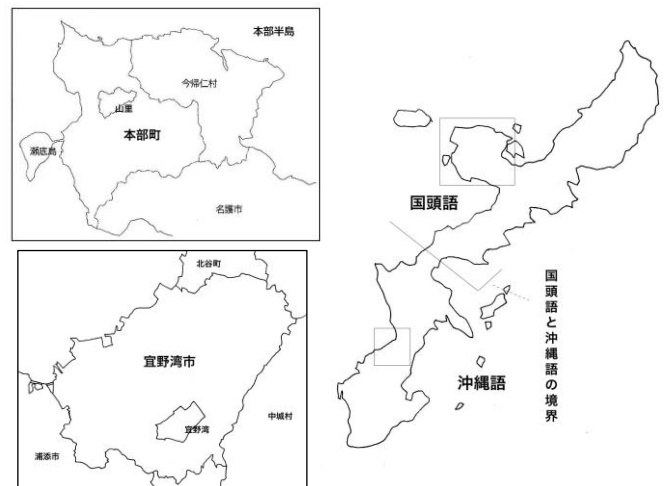 本部半島
今帰仁村
山里
本部町
瀬底島
名護市
北谷町
宜野湾市
宜野湾
中城村
浦添市
国頭語
沖縄語
国頭語と沖縄語の境界